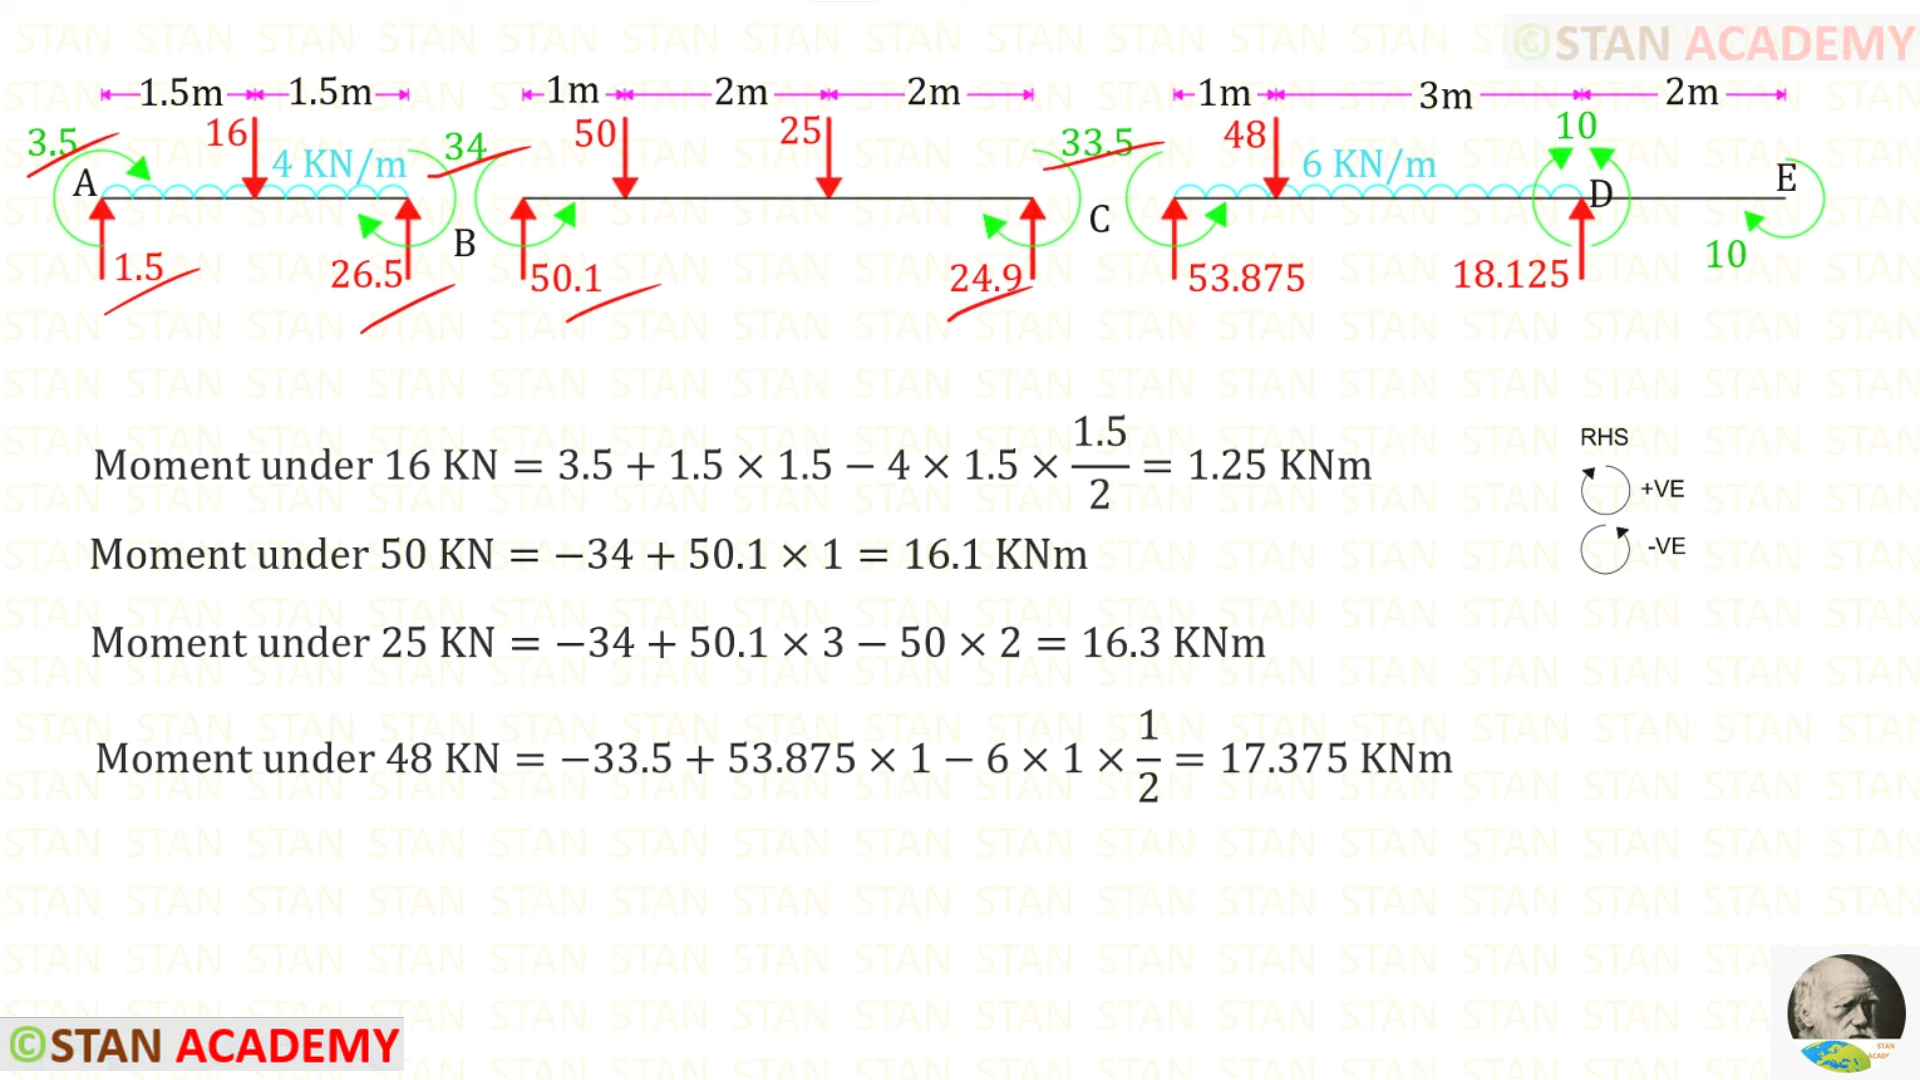 ©STAN ACADEMY
1.5m 1.5m 1m 2m 2m 1m 3m 2m
3.5 16 4 KN/m 34 50 25 33.5 48 6 KN/m 10
A B C D E
1.5 26.5 50.1 24.9 53.875 18.125 10
Moment under 16 KN = 3.5 + 1.5 × 1.5 − 4 × 1.5 × 1.5/2 = 1.25 KNm
RHS
+VE
Moment under 50 KN = −34 + 50.1 × 1 = 16.1 KNm
-VE
Moment under 25 KN = −34 + 50.1 × 3 − 50 × 2 = 16.3 KNm
Moment under 48 KN = −33.5 + 53.875 × 1 − 6 × 1 × 1/2 = 17.375 KNm
©STAN ACADEMY